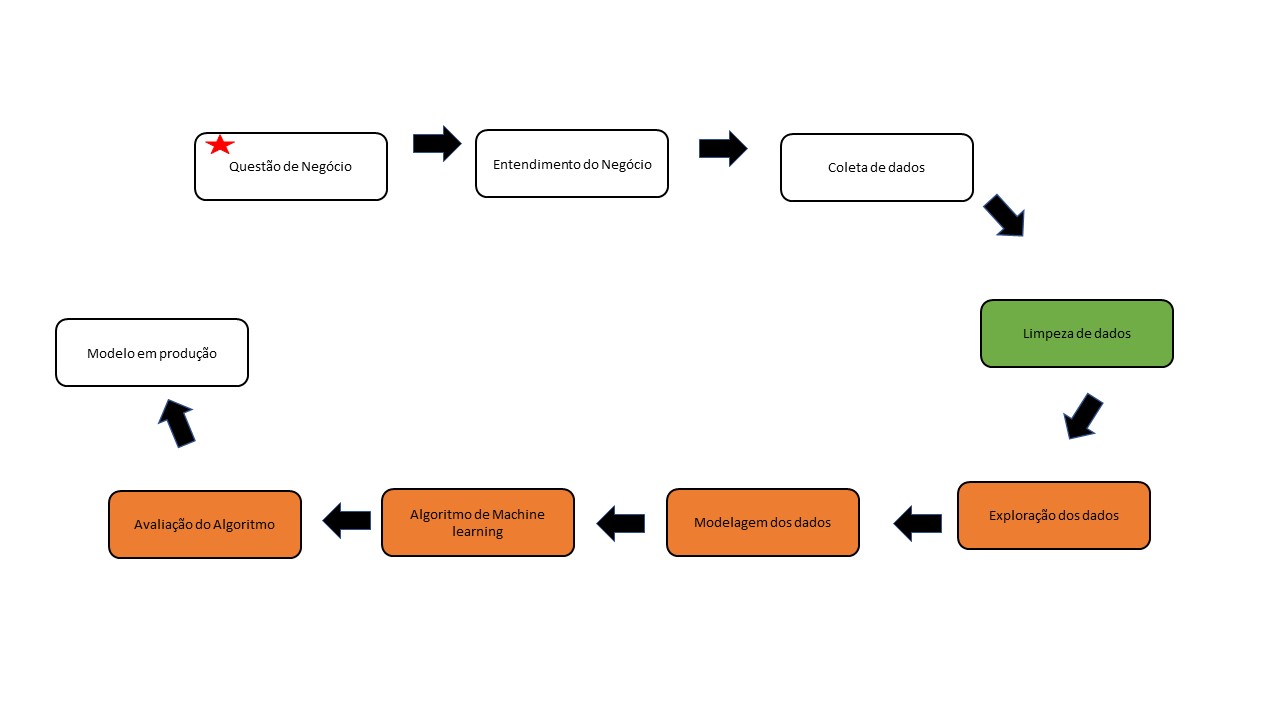 Questão de Negócio
Entendimento do Negócio
Coleta de dados
Limpeza de dados
Exploração dos dados
Modelagem dos dados
Algoritmo de Machine
learning
Avaliação do Algoritmo
Modelo em produção